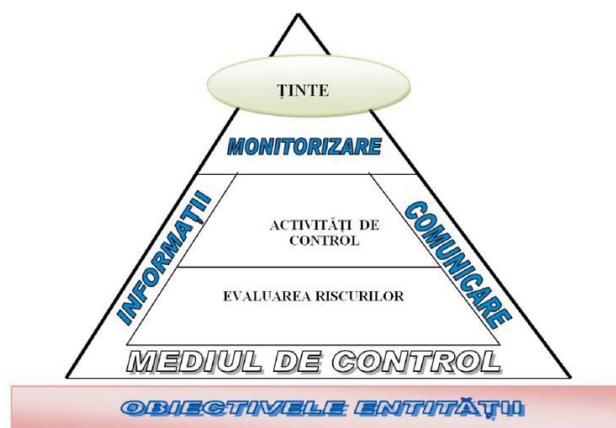 ȚINTE
MONITORIZARE
INFORMAȚII
COMUNICARE
ACTIVITĂȚI DE
CONTROL
EVALUAREA RISCURILOR
MEDIUL DE CONTROL
OBIECTIVELE ENTITĂȚII